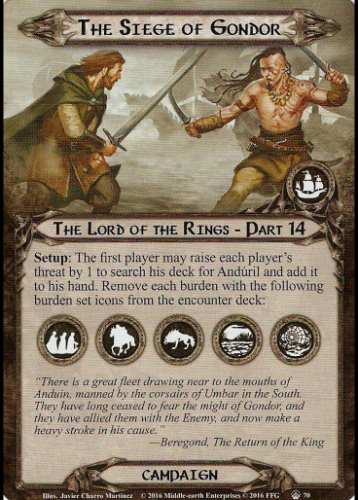 The Siege of Gondor
The Lord of the Rings - Part 14
Setup: The first player may raise each player's
threat by 1 to search his deck for Andúril and add it
to his hand. Remove each burden with the following
burden set icons from the encounter deck:
"There is a great fleet drawing near to the mouths of
Anduin, manned by the corsairs of Umbar in the South.
They have long ceased to fear the might of Gondor, and
they have allied them with the Enemy, and now make a
heavy stroke in his cause."
—Beregond, The Return of the King
CAMPAIGN
Illus. Javier Charro Martínez © 2016 Middle-earth Enterprises © 2016 FFG 70